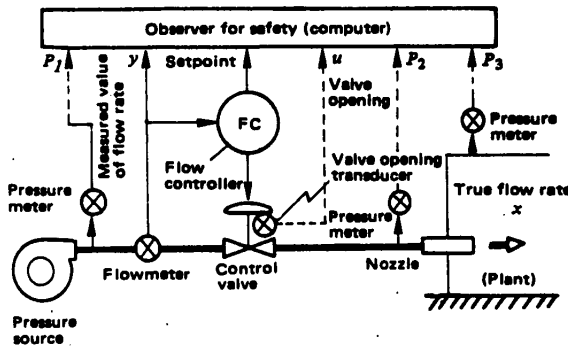 Observer for safety (computer)
P1
y
Setpoint
u
P2
P3
Measured value
of flow rate
Valve
opening
FC
Pressure
meter
Flow
controller
Valve opening
transducer
True flow rate
x
Pressure
meter
Pressure
meter
Flowmeter
Control
valve
Nozzle
(Plant)
Pressure
source